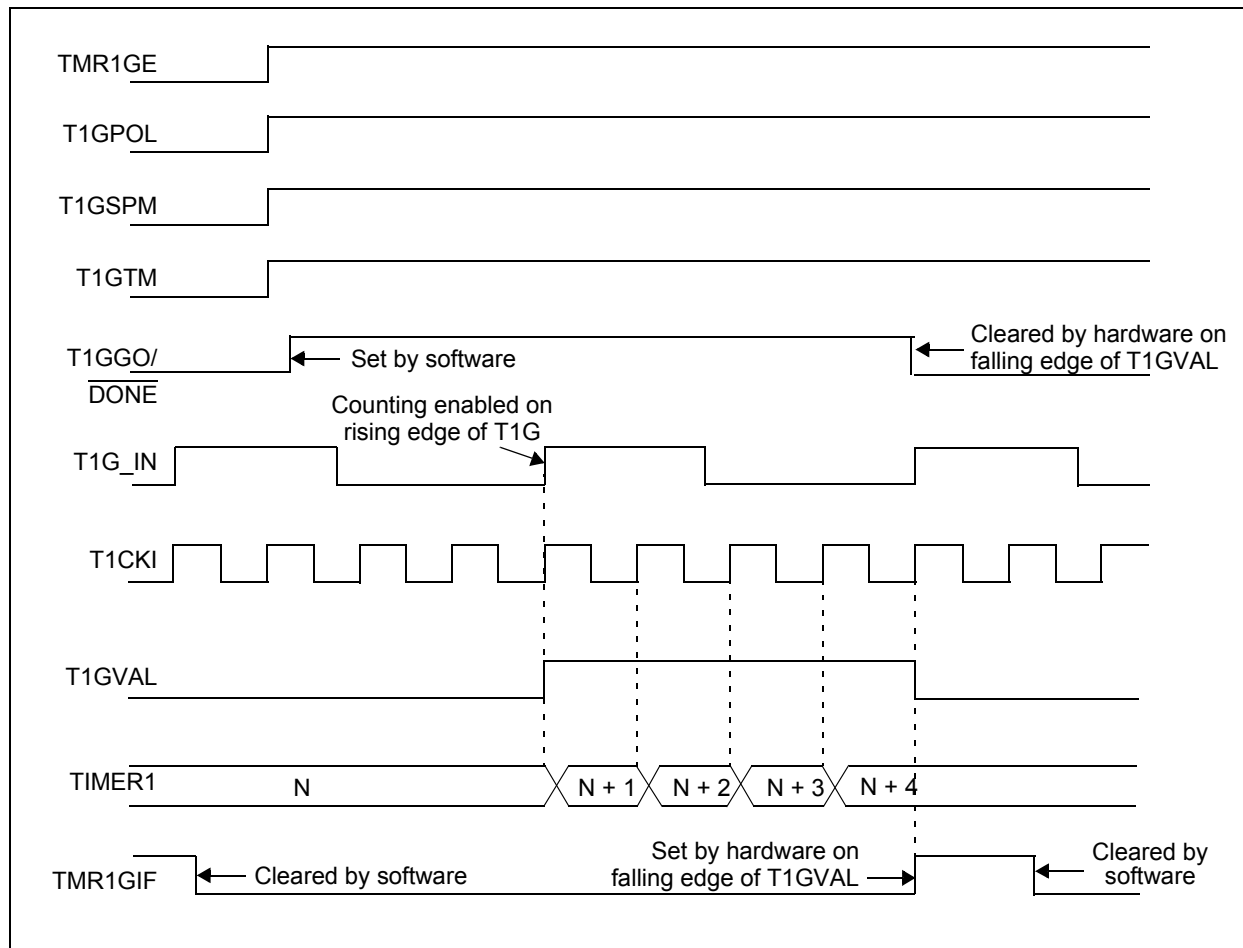 TMR1GE
T1GPOL
T1GSPM
T1GTM
T1GGO/
DONE
Set by software
Cleared by hardware on
falling edge of T1GVAL
Counting enabled on
rising edge of T1G
T1G_IN
T1CKI
T1GVAL
TIMER1
N
N + 1
N + 2
N + 3
N + 4
TMR1GIF
Cleared by software
Set by hardware on
falling edge of T1GVAL
Cleared by
software